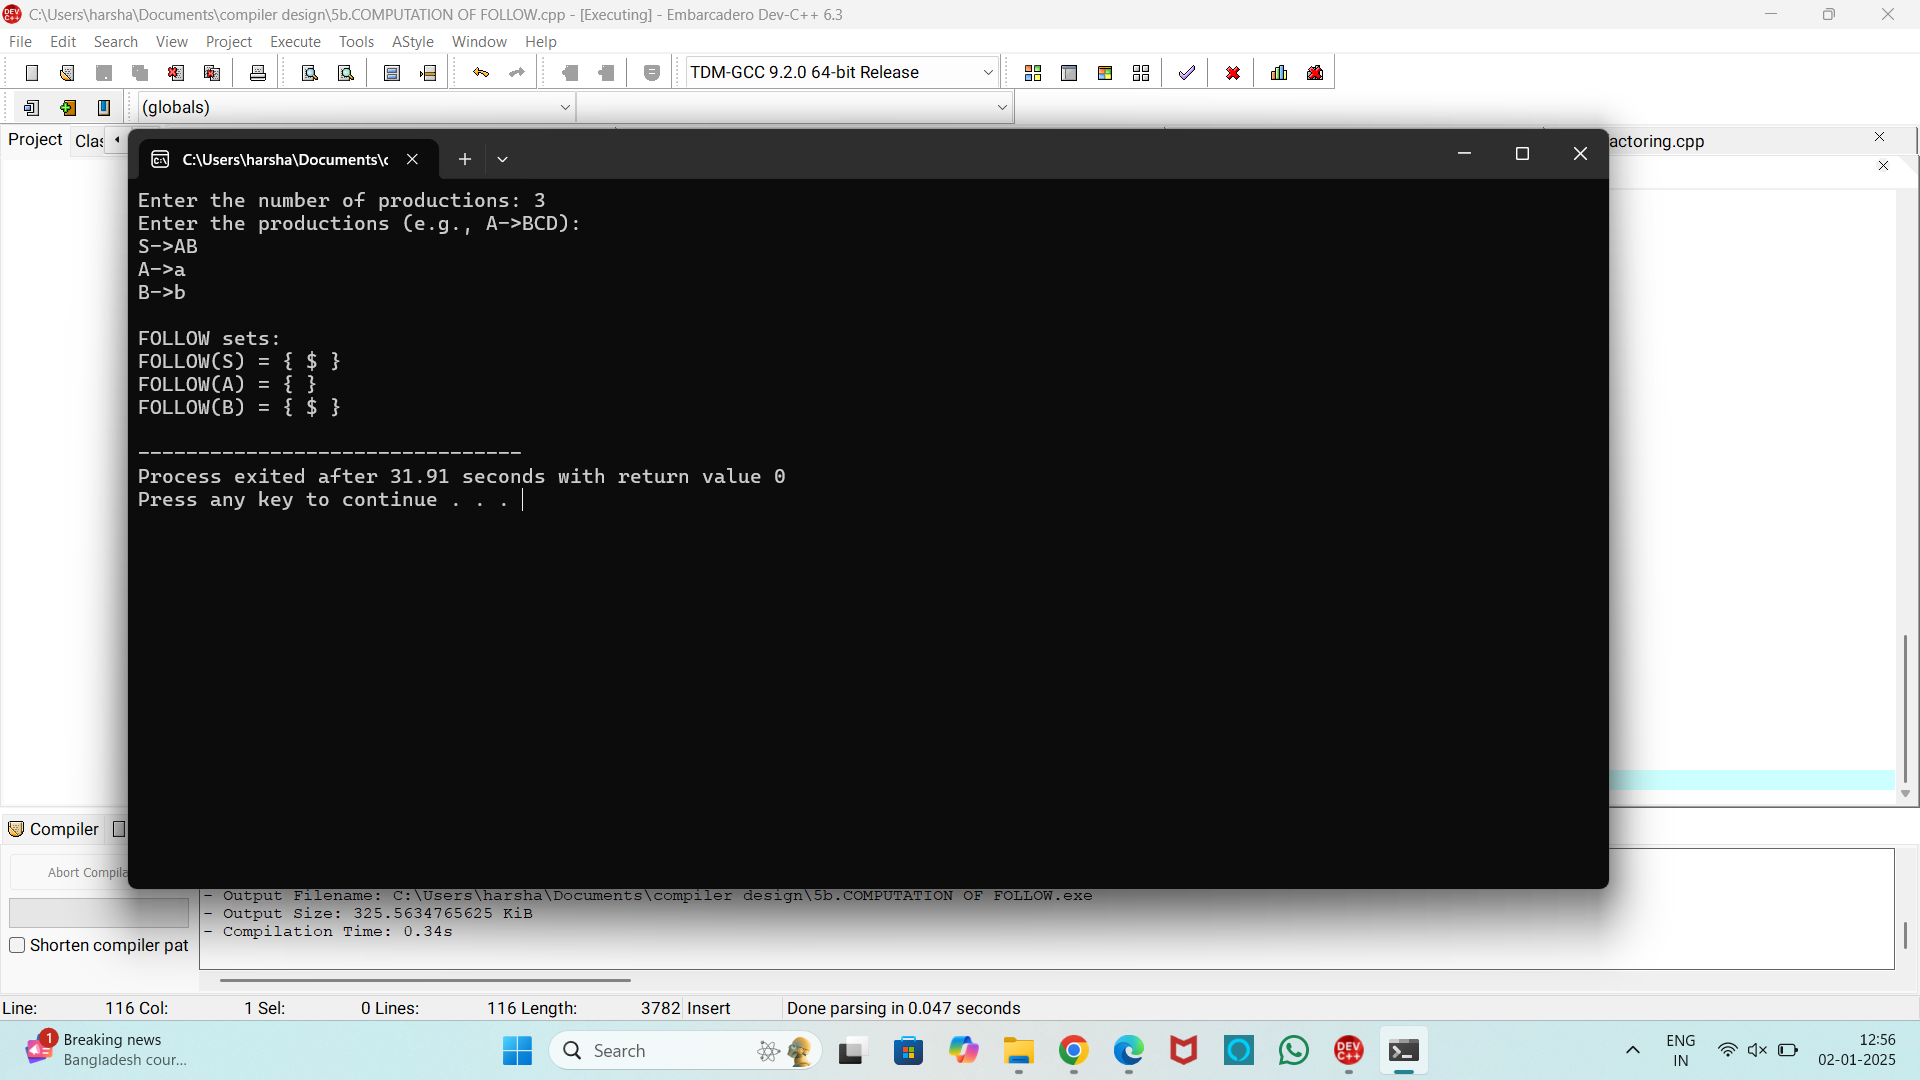 C:\Users\harsha\Documents\compiler design\5b.COMPUTATION OF FOLLOW.cpp - [Executing] - Embarcadero Dev-C++ 6.3
File Edit Search View Project Execute Tools AStyle Window Help
TDM-GCC 9.2.0 64-bit Release
(globals)
Project Clas
actoring.cpp
C:\Users\harsha\Documents\c
Enter the number of productions: 3
Enter the productions (e.g., A->BCD):
S->AB
A->a
B->b
FOLLOW sets:
FOLLOW(S) = { $ }
FOLLOW(A) = { }
FOLLOW(B) = { $ }
--------------------------------
Process exited after 31.91 seconds with return value 0
Press any key to continue . . .
Compiler
Abort Compila
Shorten compiler pat
- Output Filename: C:\Users\harsha\Documents\compiler design\5b.COMPUTATION OF FOLLOW.exe
- Output Size: 325.5634765625 KiB
- Compilation Time: 0.34s
Line: 116 Col: 1 Sel: 0 Lines: 116 Length: 3782 Insert Done parsing in 0.047 seconds
1
Breaking news
Bangladesh cour...
Search
DEV C++
ENG
IN
12:56
02-01-2025